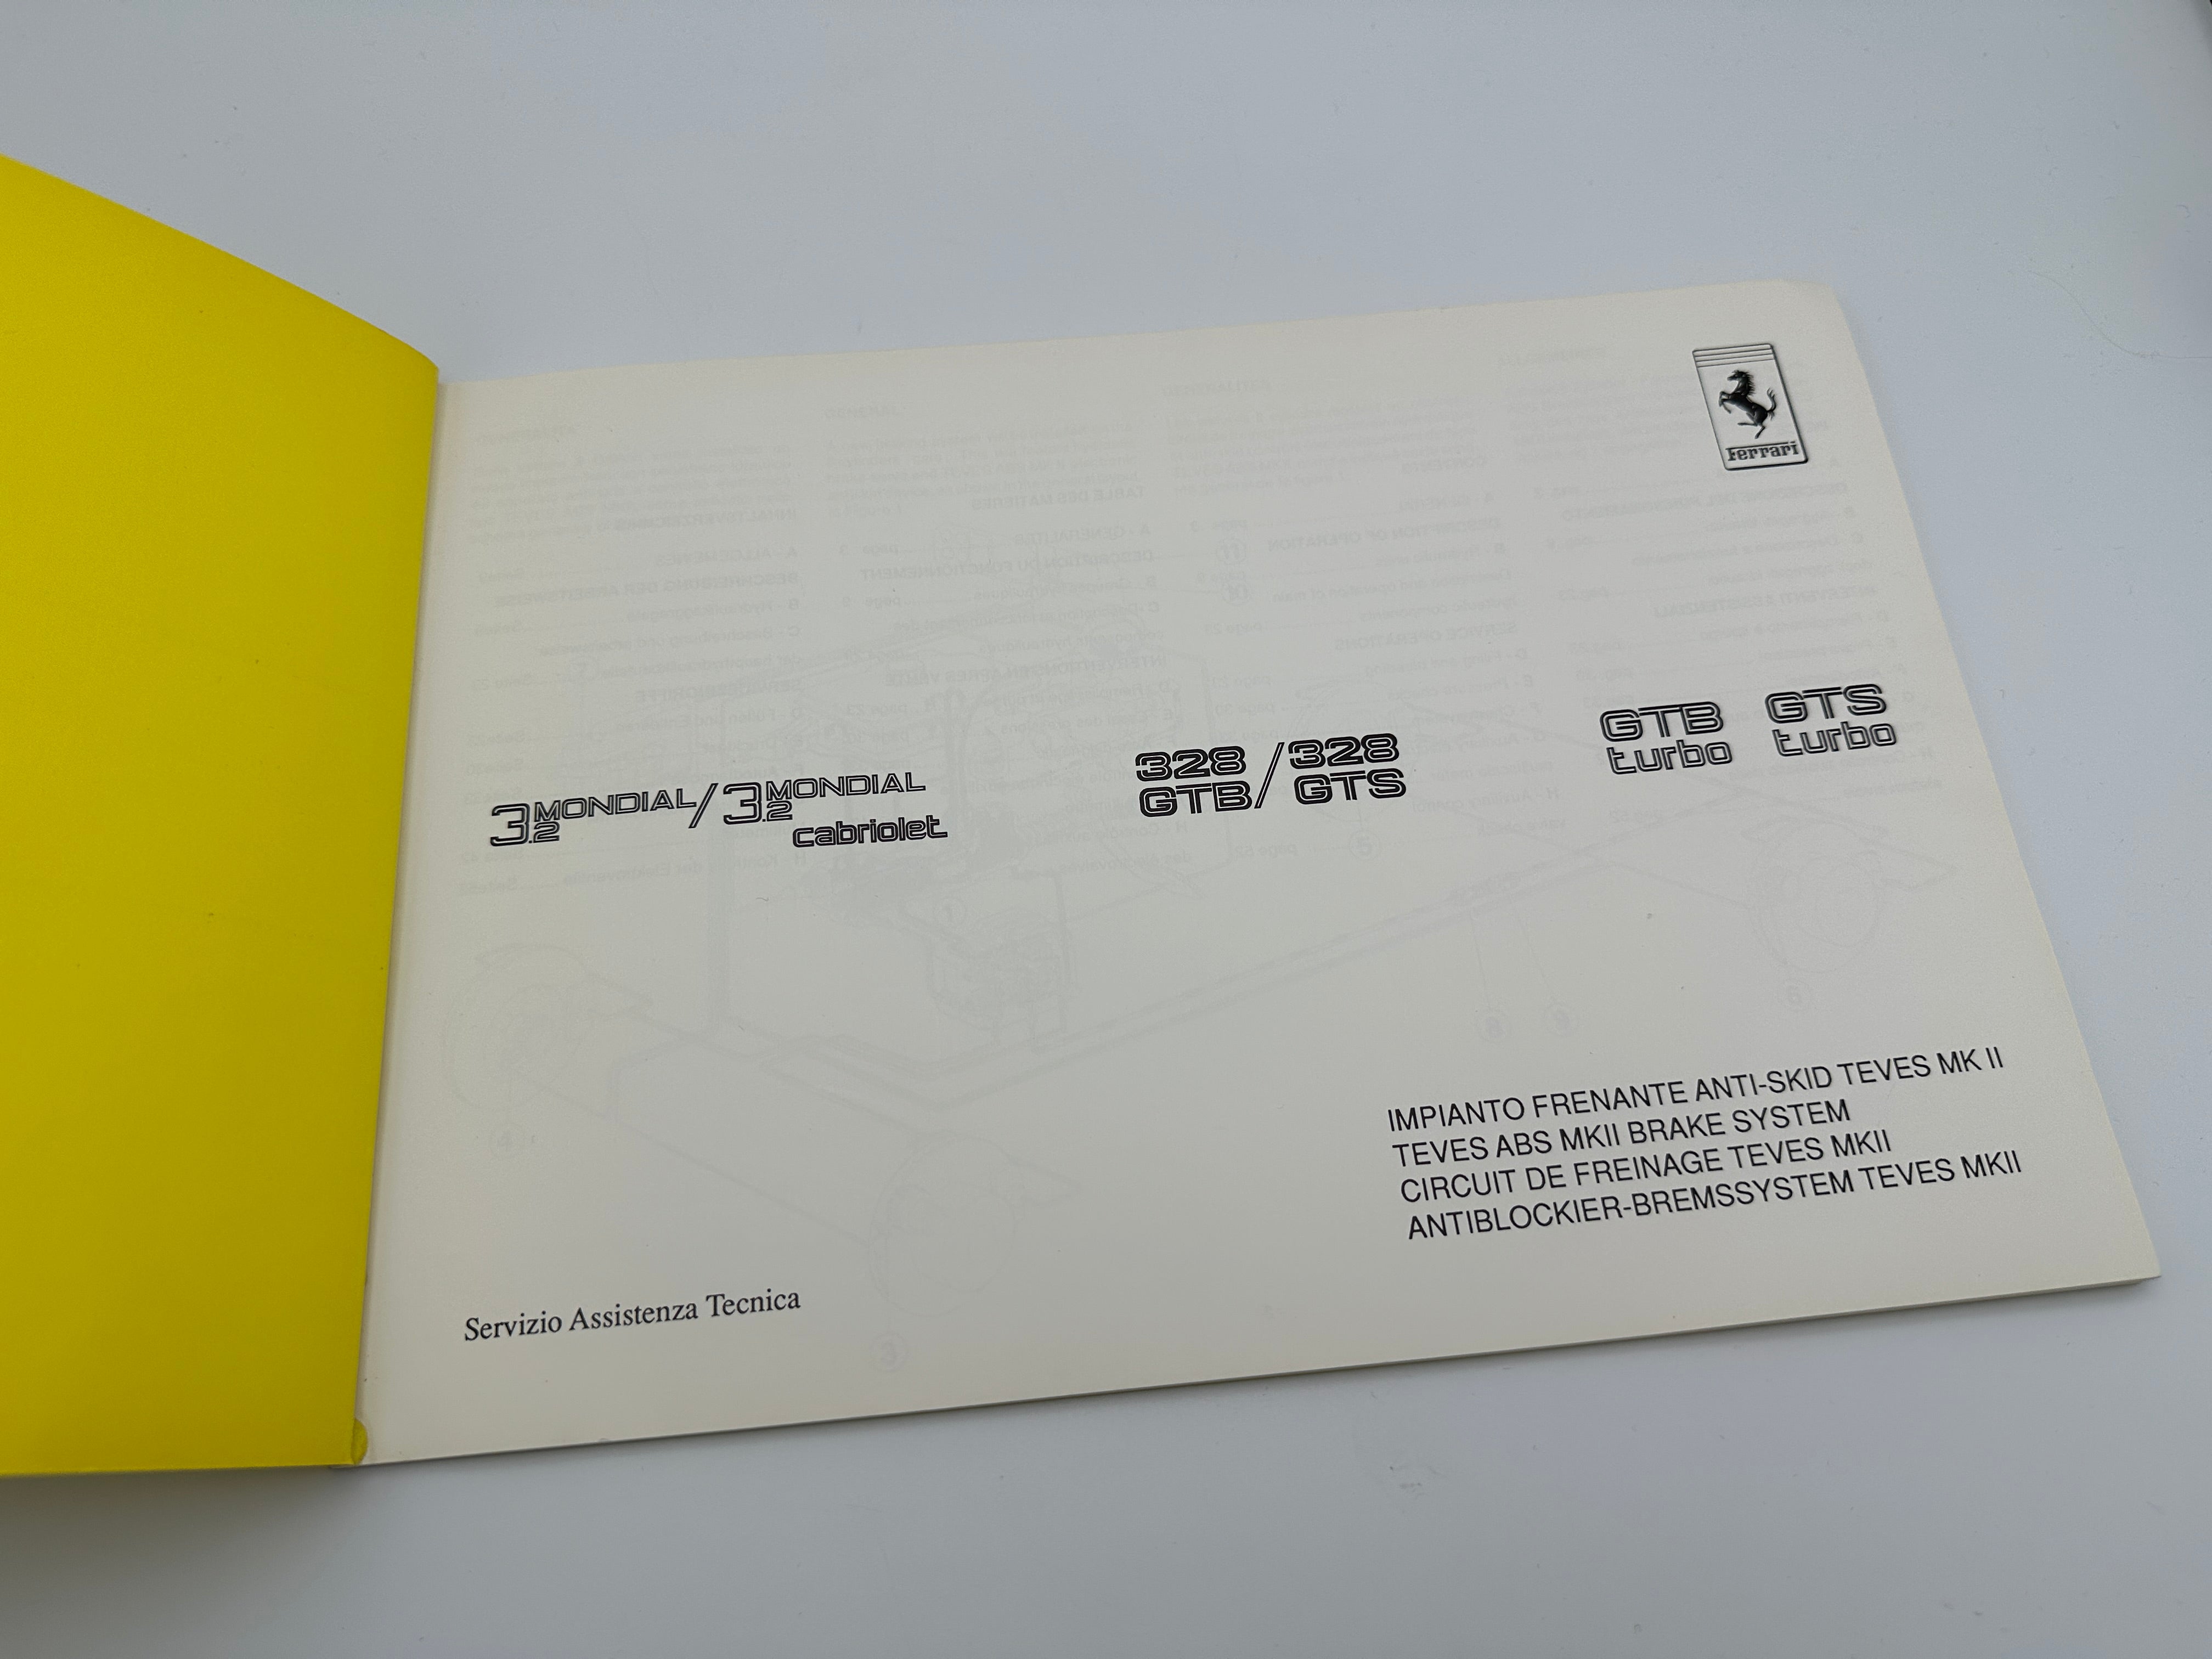 Ferrari
3.2 MONDIAL / 3.2 MONDIAL cabriolet
328 GTB / 328 GTS
GTB turbo GTS turbo
IMPIANTO FRENANTE ANTI-SKID TEVES MK II
TEVES ABS MKII BRAKE SYSTEM
CIRCUIT DE FREINAGE TEVES MKII
ANTIBLOCKIER-BREMSSYSTEM TEVES MKII
Servizio Assistenza Tecnica